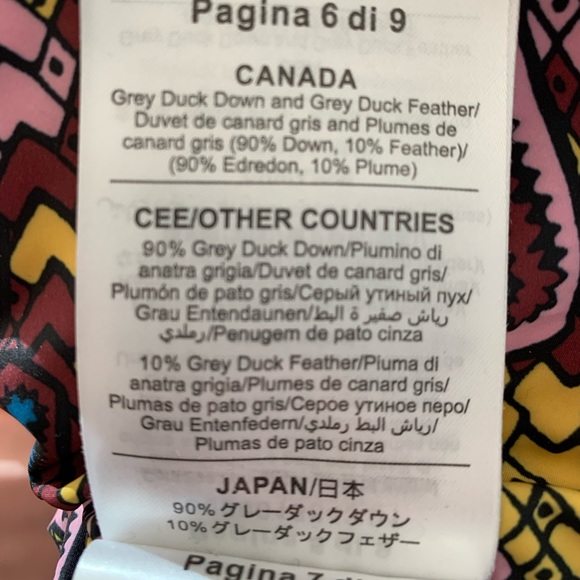 Pagina 6 di 9
CANADA
Grey Duck Down and Grey Duck Feather/
Duvet de canard gris and Plumes de
canard gris (90% Down, 10% Feather)/
(90% Edredon, 10% Plume)
CEE/OTHER COUNTRIES
90% Grey Duck Down/Piumino di
anatra grigia/Duvet de canard gris/
Plumón de pato gris/Серый утиный пух/
Grau Entendaunen/رياش صغير ة البط
رملدي/Penugem de pato cinza
10% Grey Duck Feather/Piuma di
anatra grigia/Plumes de canard gris/
Plumas de pato gris/Серое утиное перо/
Grau Entenfedern/رياش البط رملدي/
Plumas de pato cinza
JAPAN/日本
90%グレーダックダウン
10%グレーダックフェザー
Pagina 7